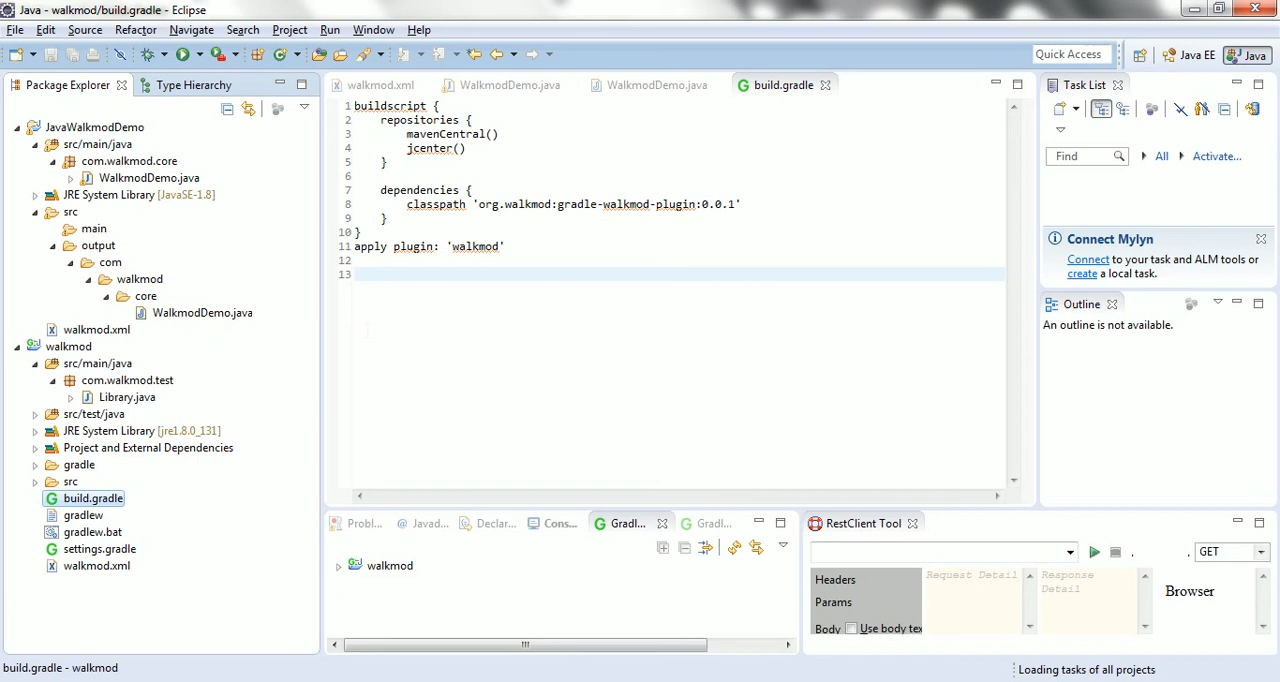 Java - walkmod/build.gradle - Eclipse
File Edit Source Refactor Navigate Search Project Run Window Help
Quick Access Java EE Java
Package Explorer Type Hierarchy
JavaWalkmodDemo
src/main/java
com.walkmod.core
WalkmodDemo.java
JRE System Library [JavaSE-1.8]
src
main
output
com
walkmod
core
WalkmodDemo.java
walkmod.xml
walkmod
src/main/java
com.walkmod.test
Library.java
src/test/java
JRE System Library [jre1.8.0_131]
Project and External Dependencies
gradle
src
build.gradle
gradlew
gradlew.bat
settings.gradle
walkmod.xml
walkmod.xml WalkmodDemo.java WalkmodDemo.java build.gradle
1 buildscript {
2 repositories {
3 mavenCentral()
4 jcenter()
5 }
6
7 dependencies {
8 classpath 'org.walkmod:gradle-walkmod-plugin:0.0.1'
9 }
10 }
11 apply plugin: 'walkmod'
12
13
Task List
Find All Activate...
Connect Mylyn
Connect to your task and ALM tools or
create a local task.
Outline
An outline is not available.
Probl... Javad... Declar... Cons... Gradl... Gradl...
walkmod
RestClient Tool
GET
Headers
Params
Body Use body tex
Request Detail
Response
Detail
Browser
build.gradle - walkmod
Loading tasks of all projects